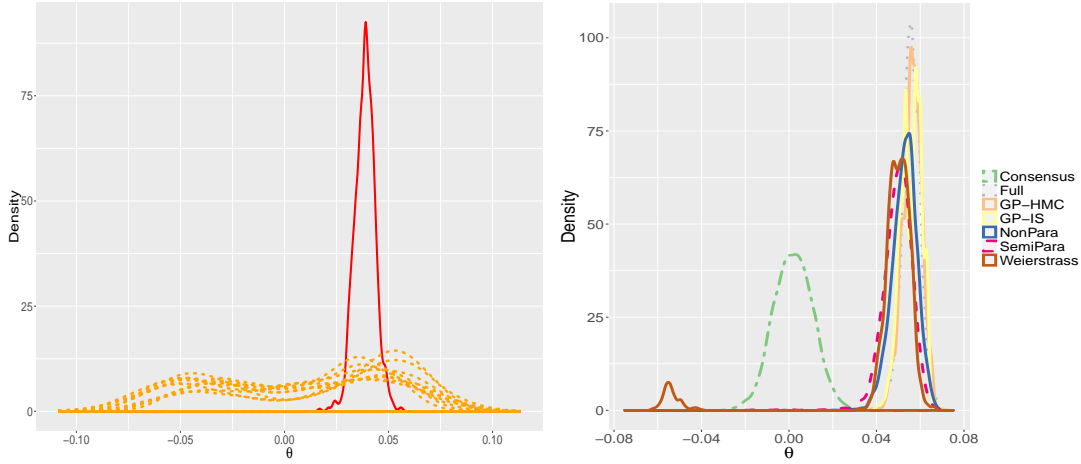 75
50
25
0
Density
-0.10
-0.05
0.00
0.05
0.10
θ
100
75
50
25
0
Density
−0.08
−0.04
0.00
0.04
0.08
θ
Consensus
Full
GP−HMC
GP−IS
NonPara
SemiPara
Weierstrass